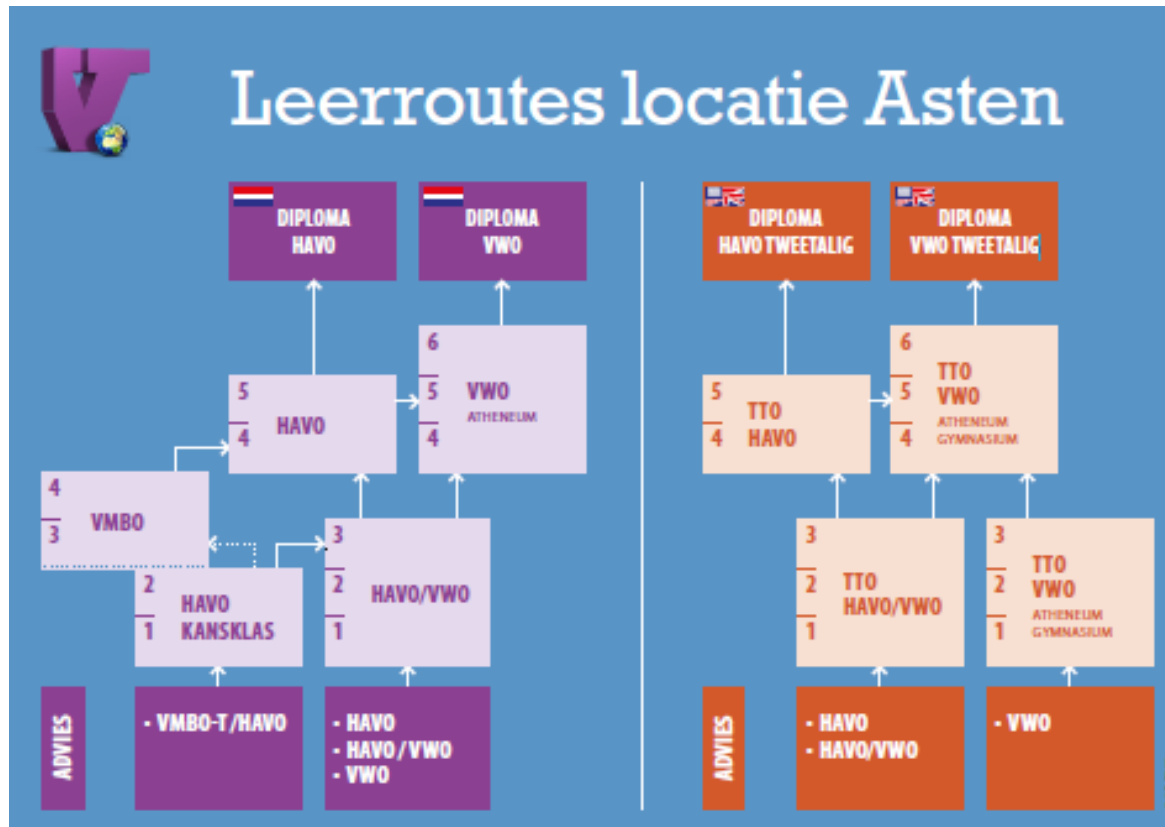 Leerroutes locatie Asten
DIPLOMA
HAVO
DIPLOMA
VWO
6
5
4
VWO
ATHENEUM
5
4
HAVO
4
3
VMBO
2
1
HAVO
KANSKLAS
3
2
1
HAVO/VWO
ADVIES
- VMBO-T/HAVO
- HAVO
- HAVO/VWO
- VWO
DIPLOMA
HAVO TWEETALIG
DIPLOMA
VWO TWEETALIG
6
5
4
TTO
VWO
ATHENEUM
GYMNASIUM
5
4
TTO
HAVO
3
2
1
TTO
HAVO/VWO
3
2
1
TTO
VWO
ATHENEUM
GYMNASIUM
ADVIES
- HAVO
- HAVO/VWO
- VWO